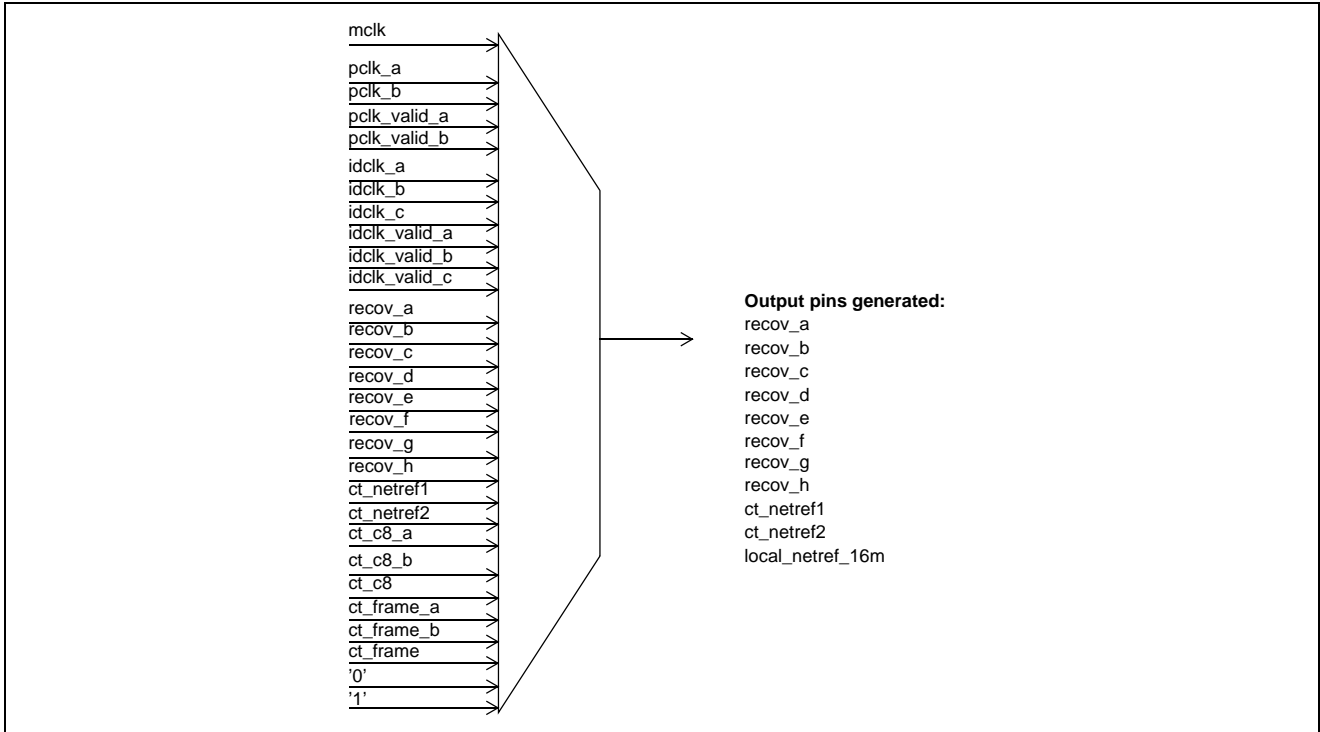 mclk
pclk_a
pclk_b
pclk_valid_a
pclk_valid_b
idclk_a
idclk_b
idclk_c
idclk_valid_a
idclk_valid_b
idclk_valid_c
recov_a
recov_b
recov_c
recov_d
recov_e
recov_f
recov_g
recov_h
ct_netref1
ct_netref2
ct_c8_a
ct_c8_b
ct_c8
ct_frame_a
ct_frame_b
ct_frame
’0’
’1’
Output pins generated:
recov_a
recov_b
recov_c
recov_d
recov_e
recov_f
recov_g
recov_h
ct_netref1
ct_netref2
local_netref_16m